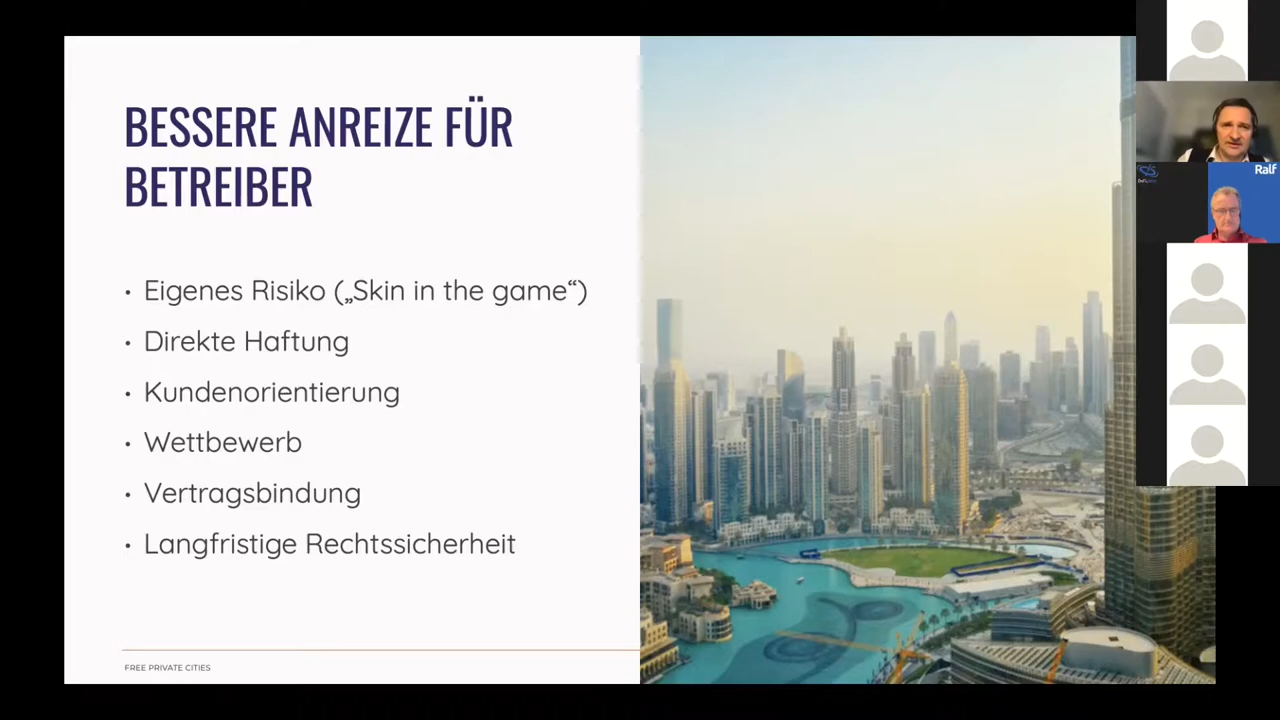 BESSERE ANREIZE FÜR
BETREIBER
• Eigenes Risiko („Skin in the game“)
• Direkte Haftung
• Kundenorientierung
• Wettbewerb
• Vertragsbindung
• Langfristige Rechtssicherheit
FREE PRIVATE CITIES
Ralf